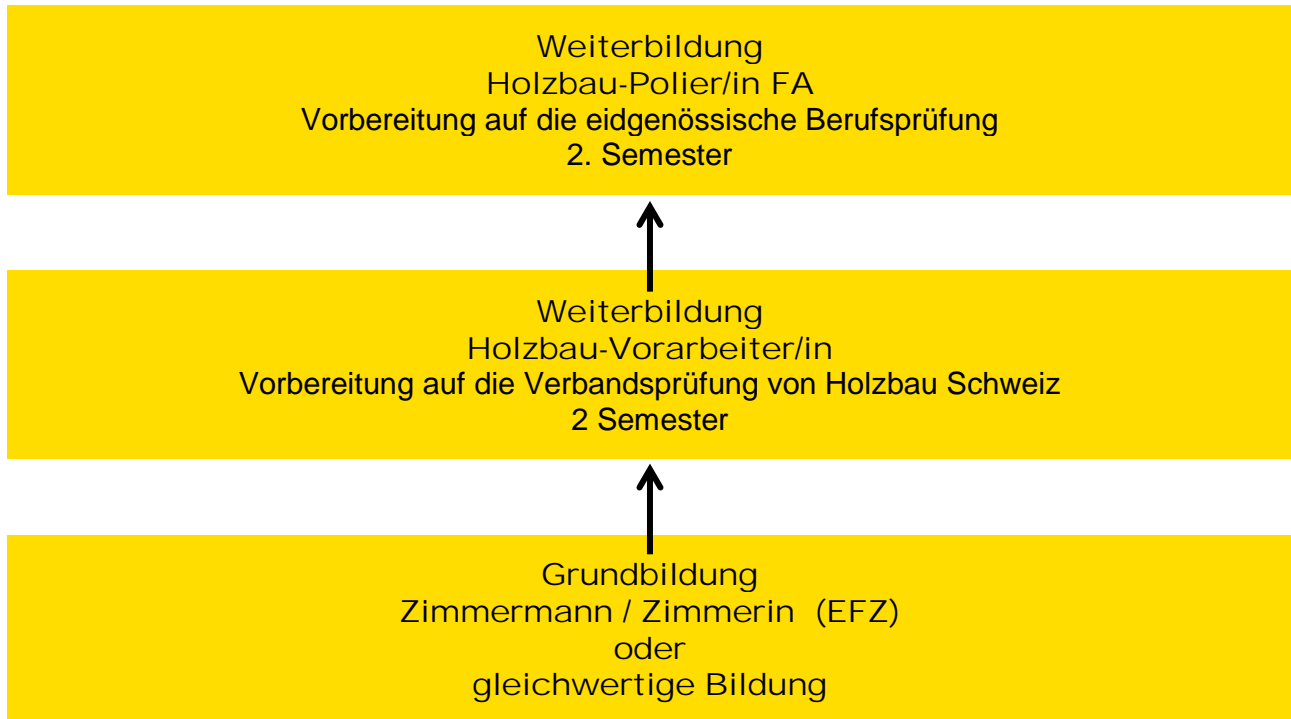 Weiterbildung
Holzbau-Polier/in FA
Vorbereitung auf die eidgenössische Berufsprüfung
2. Semester
Weiterbildung
Holzbau-Vorarbeiter/in
Vorbereitung auf die Verbandsprüfung von Holzbau Schweiz
2 Semester
Grundbildung
Zimmermann / Zimmerin (EFZ)
oder
gleichwertige Bildung